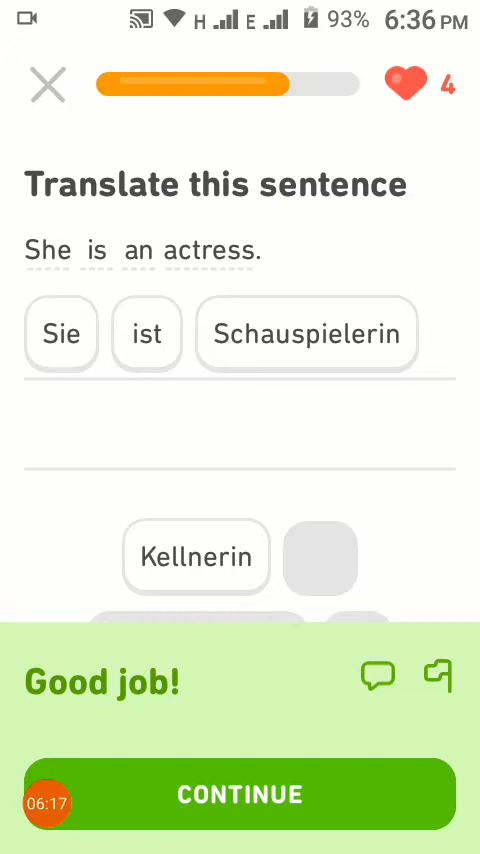 H E 93% 6:36 PM
4
Translate this sentence
She is an actress.
Sie ist Schauspielerin
Kellnerin
Good job!
CONTINUE
06:17